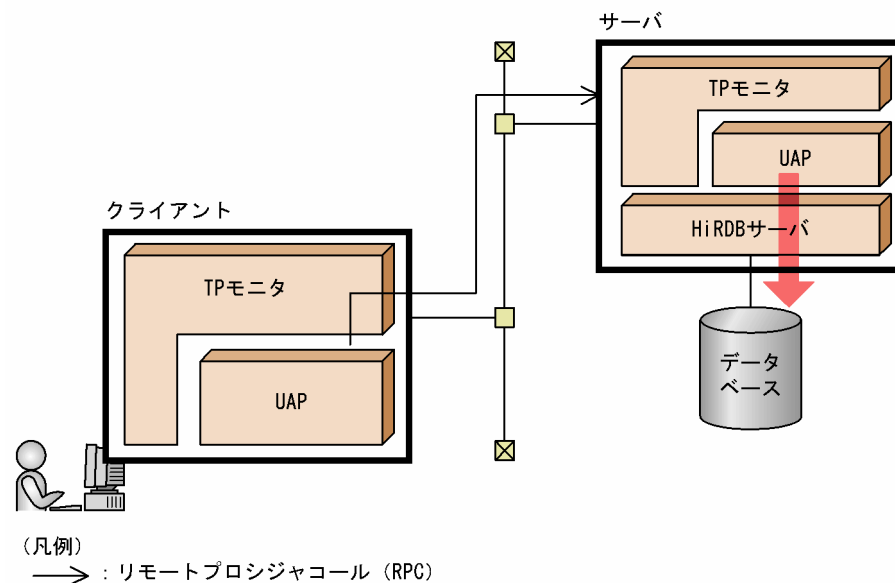 サーバ
TPモニタ
UAP
HiRDBサーバ
データ
ベース
クライアント
TPモニタ
UAP
(凡例)
：リモートプロシジャコール(RPC)